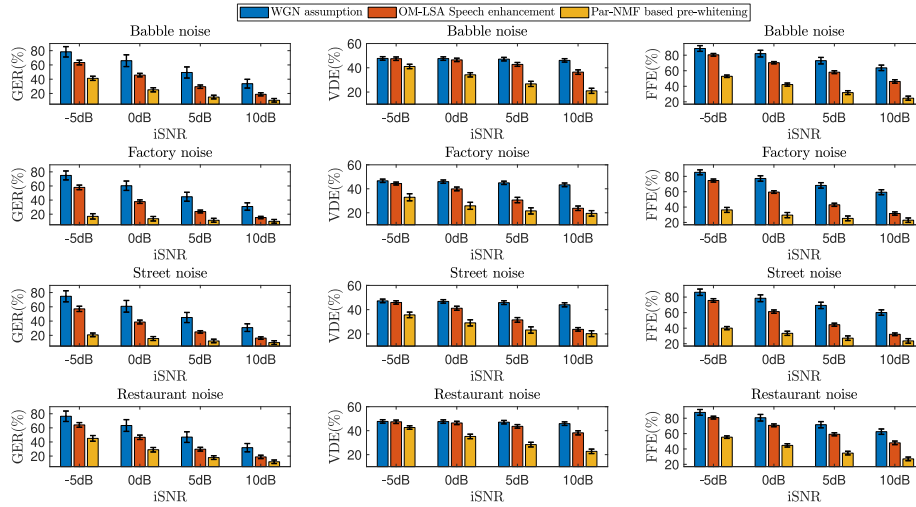 WGN assumption OM-LSA Speech enhancement Par-NMF based pre-whitening
Babble noise Babble noise Babble noise
GER(%) 80 60 40 20
-5dB 0dB 5dB 10dB
iSNR
VDE(%) 60 40 20
-5dB 0dB 5dB 10dB
iSNR
FFE(%) 80 60 40 20
-5dB 0dB 5dB 10dB
iSNR
Factory noise Factory noise Factory noise
GER(%) 80 60 40 20
-5dB 0dB 5dB 10dB
iSNR
VDE(%) 60 40 20
-5dB 0dB 5dB 10dB
iSNR
FFE(%) 80 60 40 20
-5dB 0dB 5dB 10dB
iSNR
Street noise Street noise Street noise
GER(%) 80 60 40 20
-5dB 0dB 5dB 10dB
iSNR
VDE(%) 60 40 20
-5dB 0dB 5dB 10dB
iSNR
FFE(%) 80 60 40 20
-5dB 0dB 5dB 10dB
iSNR
Restaurant noise Restaurant noise Restaurant noise
GER(%) 80 60 40 20
-5dB 0dB 5dB 10dB
iSNR
VDE(%) 60 40 20
-5dB 0dB 5dB 10dB
iSNR
FFE(%) 80 60 40 20
-5dB 0dB 5dB 10dB
iSNR